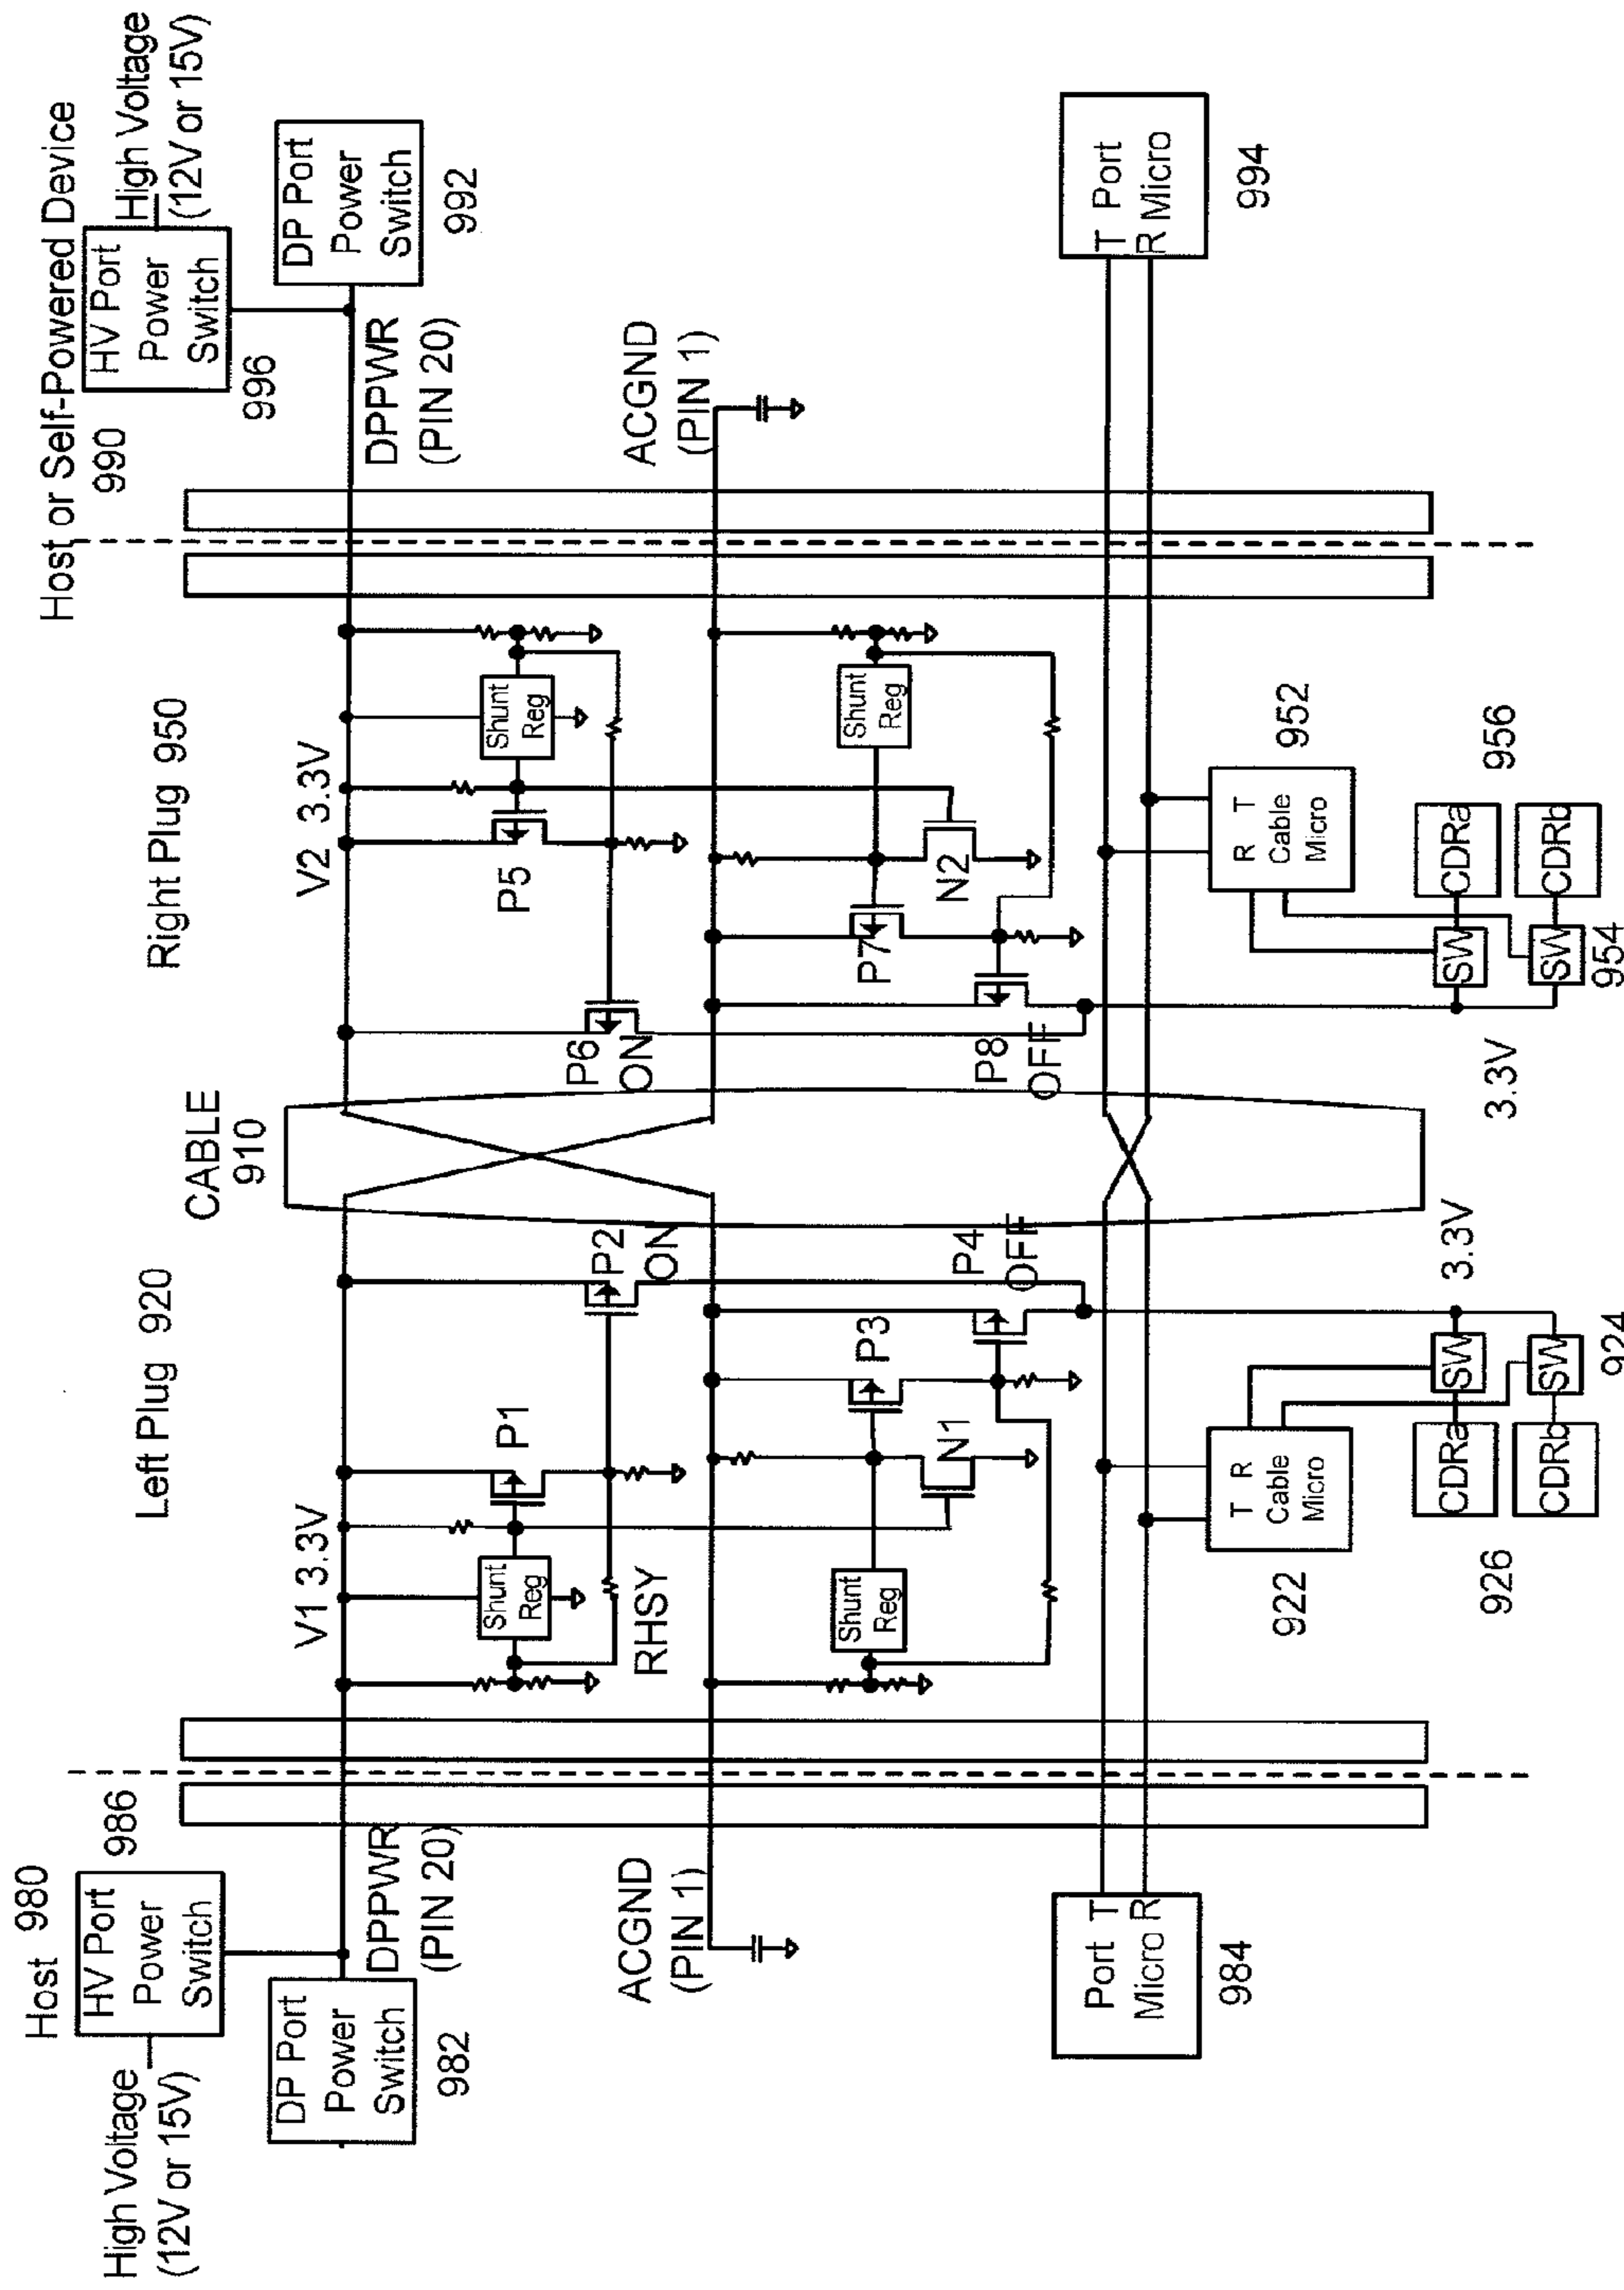 Host 980
High Voltage
(12V or 15V)
HV Port
Power
Switch
986
DP Port
Power
Switch
982
DPPWR
(PIN 20)
ACGND
(PIN 1)
Port T
Micro R
984
Left Plug 920
V1 3.3V
Shunt
Reg
P1
RHSY
P2
ON
Shunt
Reg
P3
N1
P4
OFF
T R
Cable
Micro
922
CDRa
SW
CDRb
SW
926
924
3.3V
CABLE
910
Right Plug 950
V2 3.3V
Shunt
Reg
P5
P6
ON
Shunt
Reg
P7
N2
P8
OFF
R T
Cable
Micro
952
SW
CDRa
SW
CDRb
956
954
3.3V
Host or Self-Powered Device
990
High Voltage
(12V or 15V)
HV Port
Power
Switch
996
DP Port
Power
Switch
992
DPPWR
(PIN 20)
ACGND
(PIN 1)
T Port
R Micro
994